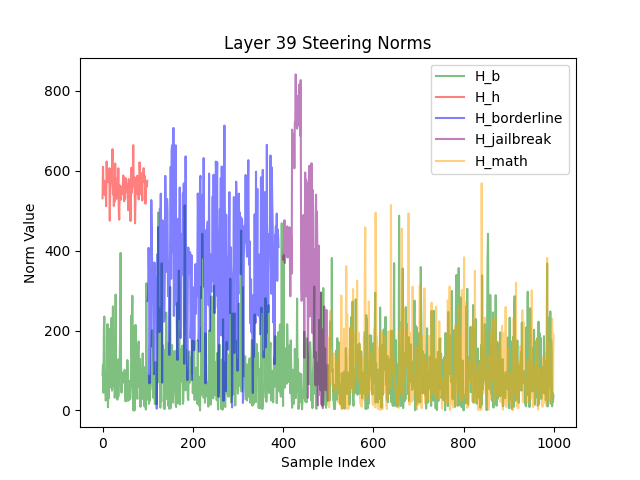 Layer 39 Steering Norms
H_b
H_h
H_borderline
H_jailbreak
H_math
Norm Value
800
600
400
200
0
0 200 400 600 800 1000
Sample Index